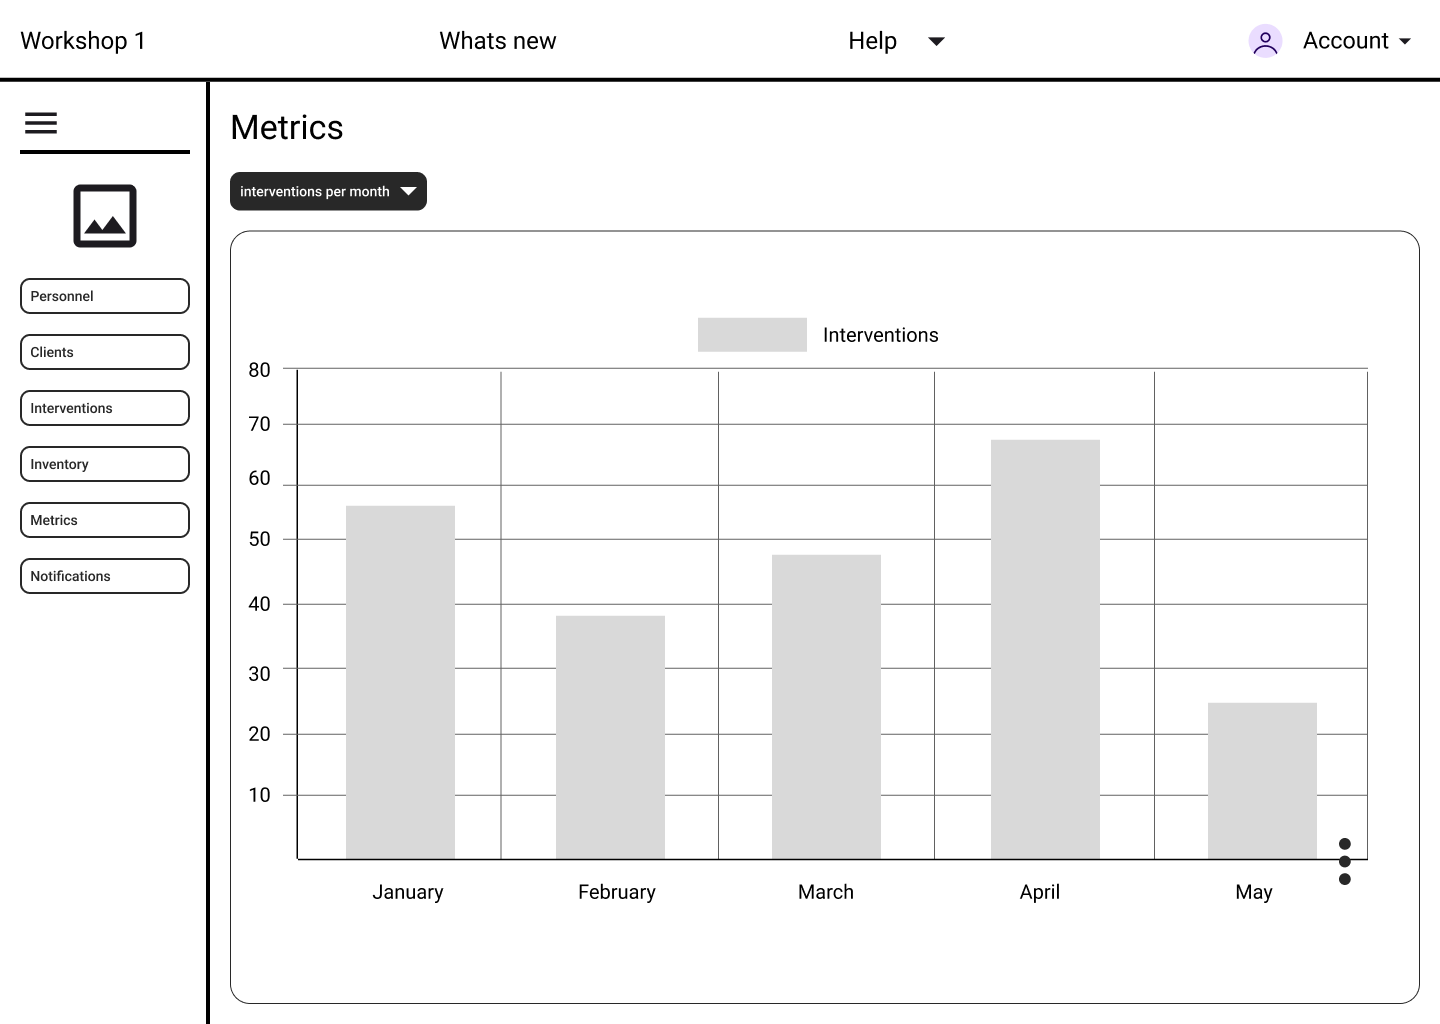 Workshop 1
Whats new
Help
Account
Metrics
interventions per month
Personnel
Clients
Interventions
Inventory
Metrics
Notifications
Interventions
80
70
60
50
40
30
20
10
January
February
March
April
May